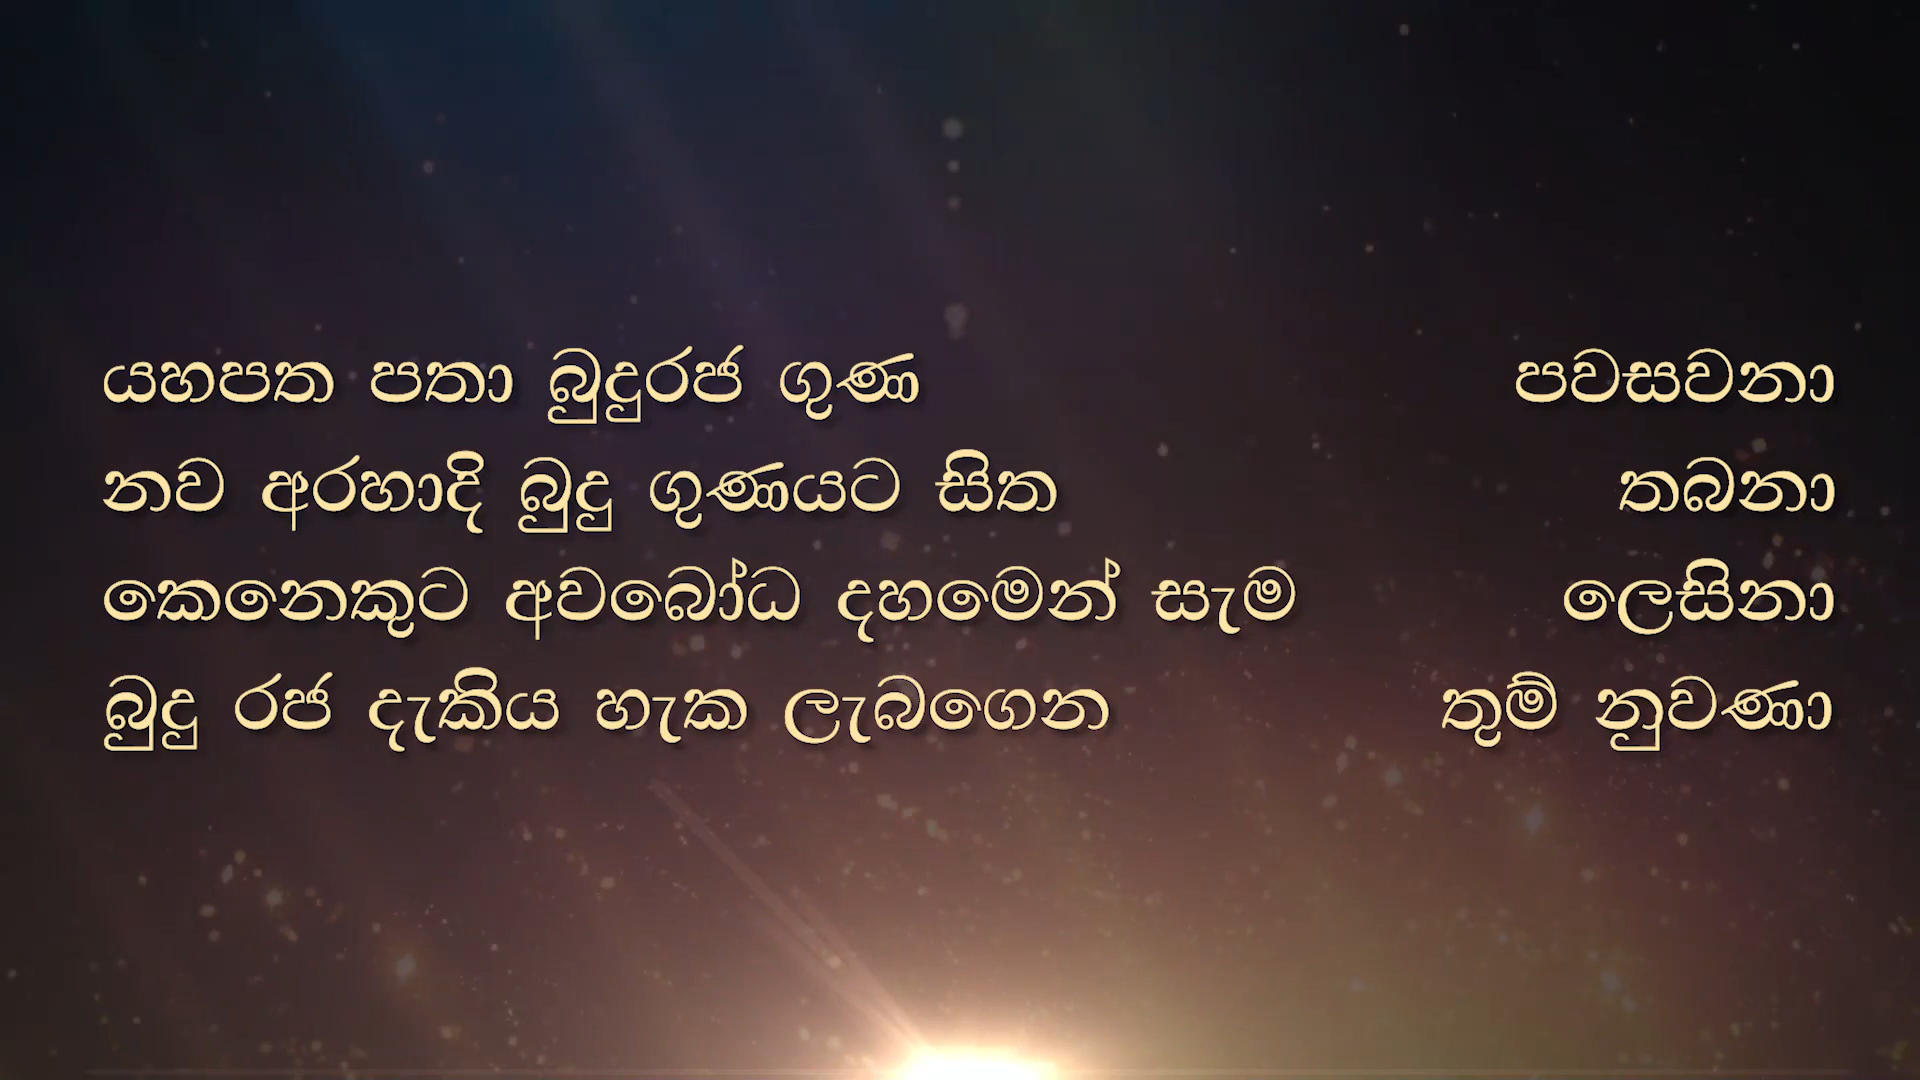 යහපත පතා බුදුරජ ගුණ පවසවනා
නව අරහාදි බුදු ගුණයට සිත තබනා
කෙනෙකුට අවබෝධ දහමෙන් සැම ලෙසිනා
බුදු රජ දැකිය හැක ලැබගෙන තුම් නුවණා